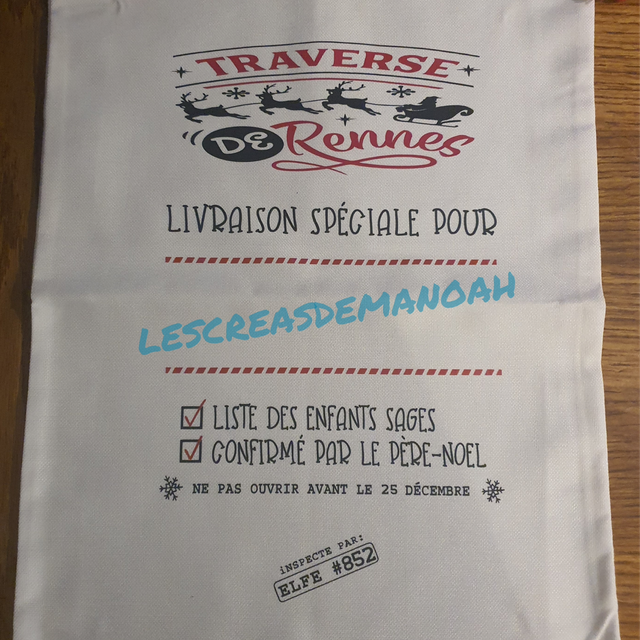 TRAVERSE
DE Rennes
LIVRAISON SPÉCIALE POUR
LESCREASDEMANOAH
LISTE DES ENFANTS SAGES
CONFIRMÉ PAR LE PÈRE-NOEL
NE PAS OUVRIR AVANT LE 25 DÉCEMBRE
iNSPECTE PAR:
ELFE #852